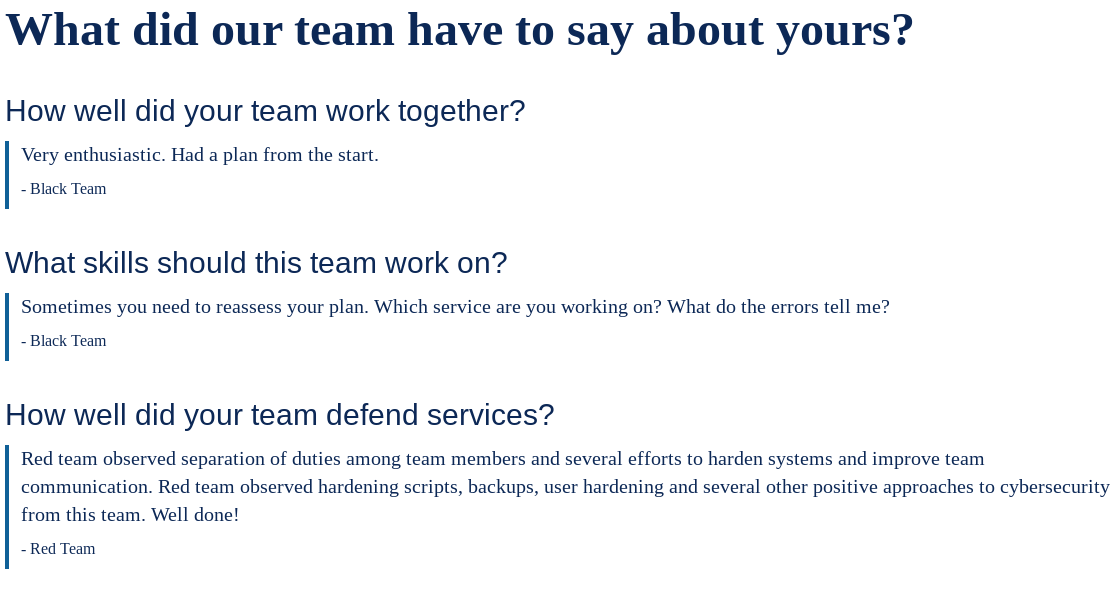 What did our team have to say about yours?
How well did your team work together?
Very enthusiastic. Had a plan from the start.
- Black Team
What skills should this team work on?
Sometimes you need to reassess your plan. Which service are you working on? What do the errors tell me?
- Black Team
How well did your team defend services?
Red team observed separation of duties among team members and several efforts to harden systems and improve team
communication. Red team observed hardening scripts, backups, user hardening and several other positive approaches to cybersecurity
from this team. Well done!
- Red Team